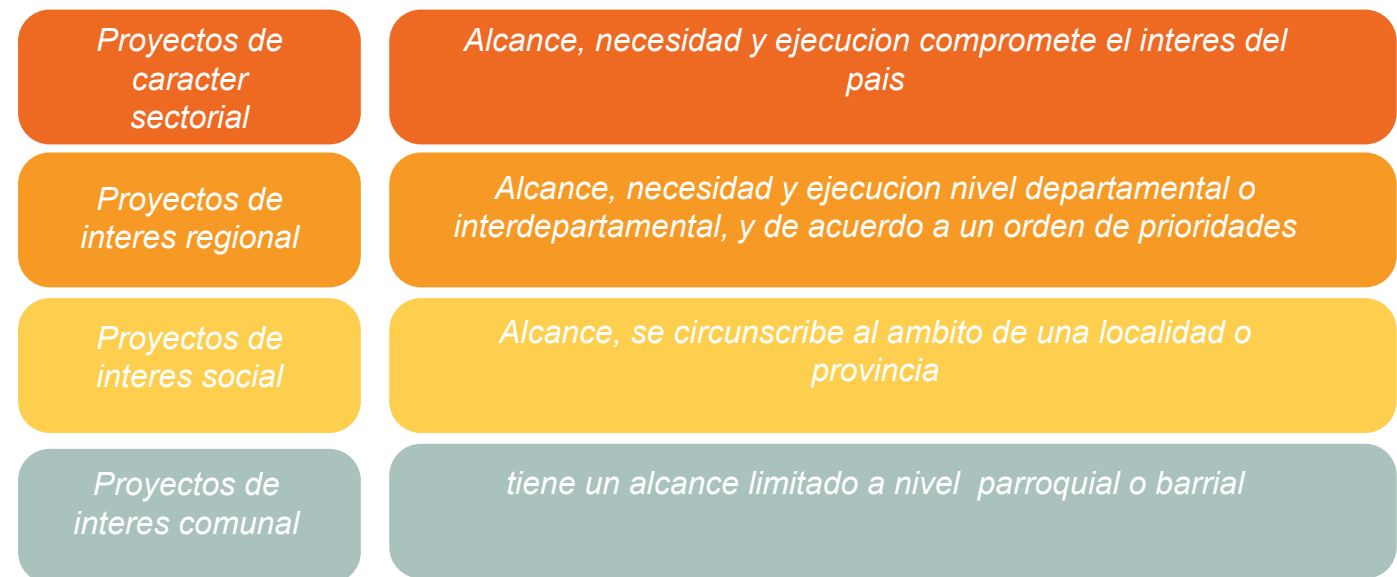 Proyectos de
caracter
sectorial
Alcance, necesidad y ejecucion compromete el interes del
pais
Proyectos de
interes regional
Alcance, necesidad y ejecucion nivel departamental o
interdepartamental, y de acuerdo a un orden de prioridades
Proyectos de
interes social
Alcance, se circunscribe al ambito de una localidad o
provincia
Proyectos de
interes comunal
tiene un alcance limitado a nivel  parroquial o barrial